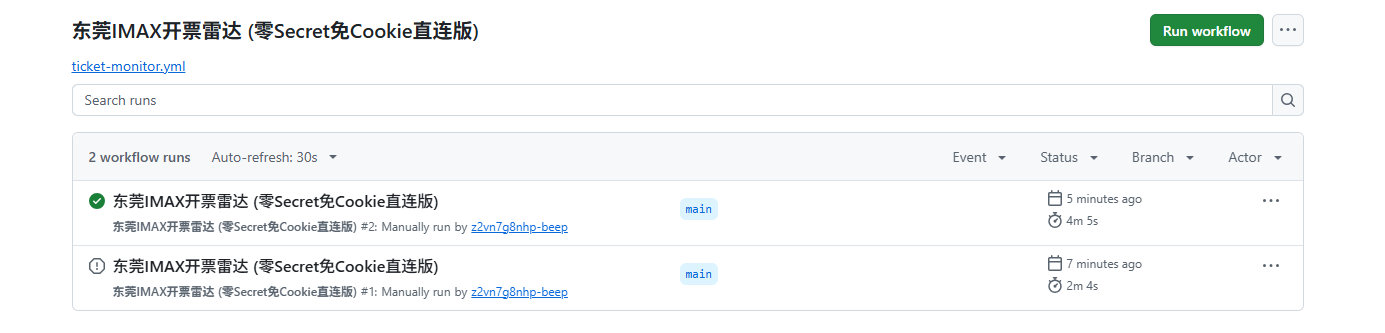 东莞IMAX开票雷达 (零Secret免Cookie直连版)
Run workflow
ticket-monitor.yml
Search runs
2 workflow runs
Auto-refresh: 30s
Event
Status
Branch
Actor
东莞IMAX开票雷达 (零Secret免Cookie直连版)
main
5 minutes ago
东莞IMAX开票雷达 (零Secret免Cookie直连版) #2: Manually run by z2vn7g8nhp-beep
4m 5s
东莞IMAX开票雷达 (零Secret免Cookie直连版)
main
7 minutes ago
东莞IMAX开票雷达 (零Secret免Cookie直连版) #1: Manually run by z2vn7g8nhp-beep
2m 4s